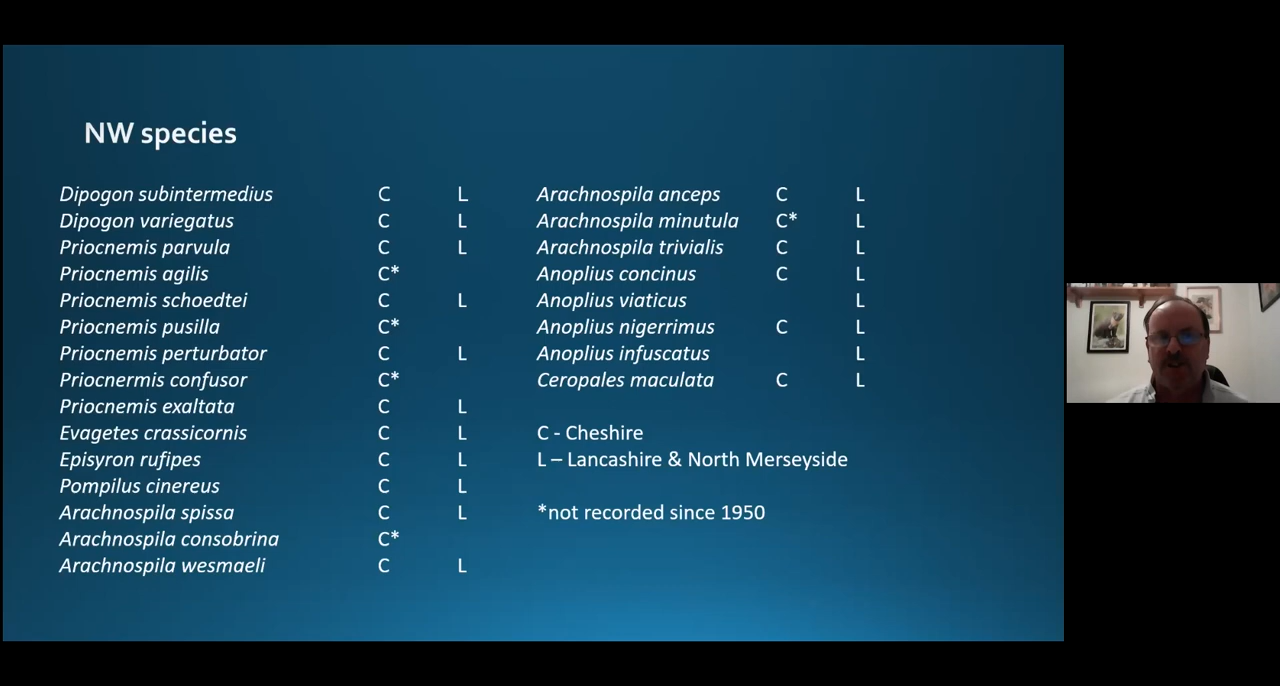 NW species
Dipogon subintermedius C L
Dipogon variegatus C L
Priocnemis parvula C L
Priocnemis agilis C*
Priocnemis schoedtei C L
Priocnemis pusilla C*
Priocnemis perturbator C L
Priocnermis confusor C*
Priocnemis exaltata C L
Evagetes crassicornis C L
Episyron rufipes C L
Pompilus cinereus C L
Arachnospila spissa C L
Arachnospila consobrina C*
Arachnospila wesmaeli C L
Arachnospila anceps C L
Arachnospila minutula C* L
Arachnospila trivialis C L
Anoplius concinus C L
Anoplius viaticus L
Anoplius nigerrimus C L
Anoplius infuscatus L
Ceropales maculata C L
C - Cheshire
L – Lancashire & North Merseyside
*not recorded since 1950